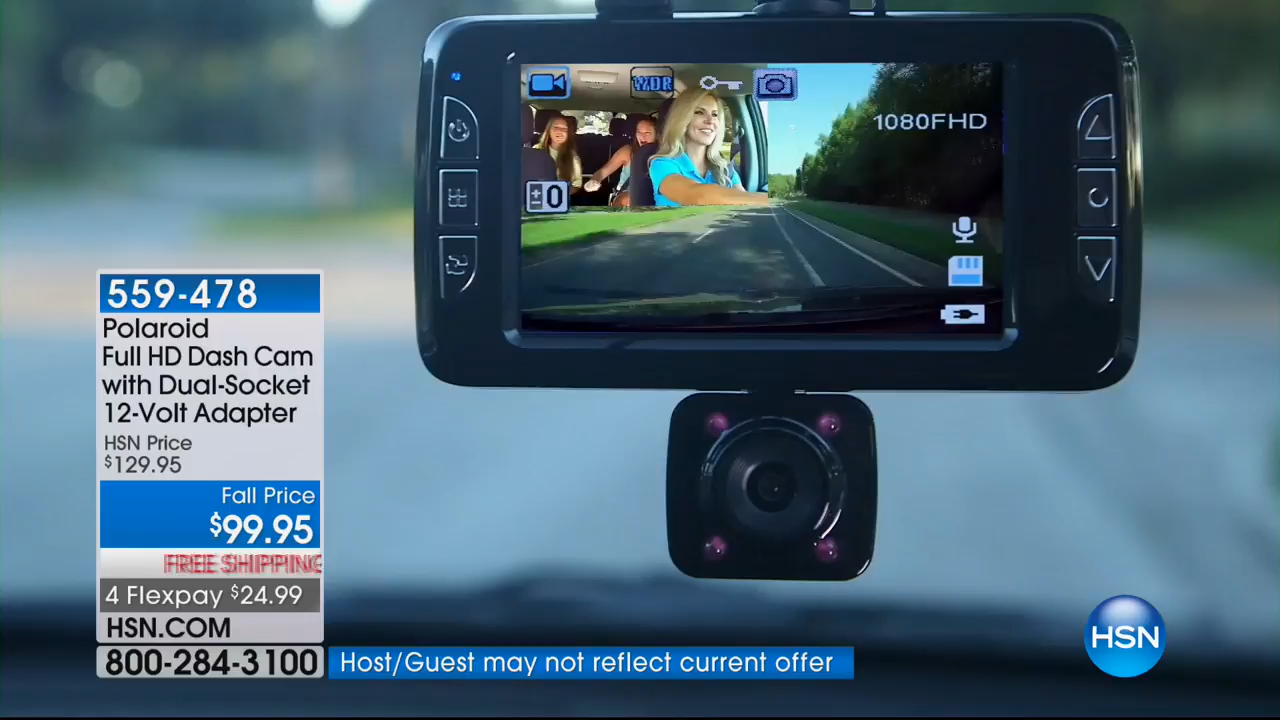 WDR
1080FHD
±0
559-478
Polaroid
Full HD Dash Cam
with Dual-Socket
12-Volt Adapter
HSN Price
$129.95
Fall Price
$99.95
FREE SHIPPING
4 Flexpay $24.99
HSN.COM
800-284-3100
Host/Guest may not reflect current offer
HSN